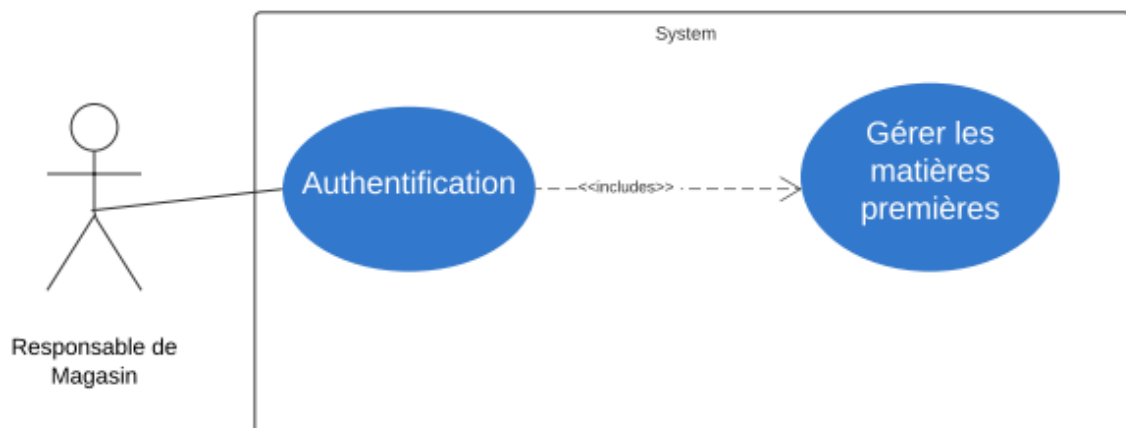 System
Authentification
<<includes>>
Gérer les
matières
premières
Responsable de
Magasin